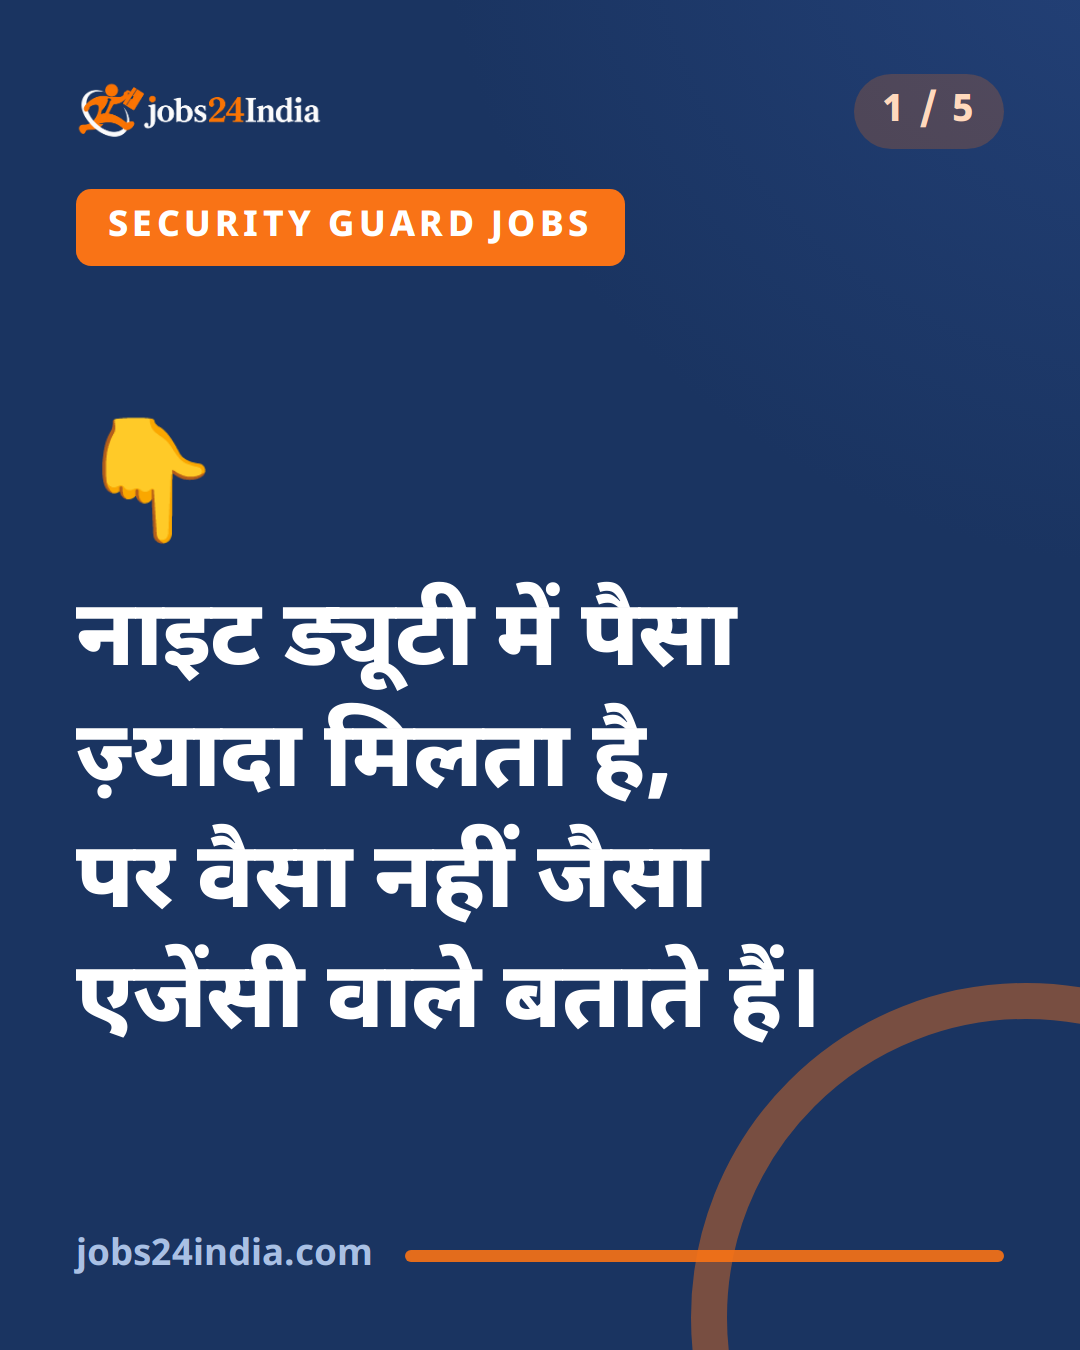 jobs24India
1 / 5
SECURITY GUARD JOBS
नाइट ड्यूटी में पैसा
ज़्यादा मिलता है,
पर वैसा नहीं जैसा
एजेंसी वाले बताते हैं।
jobs24india.com